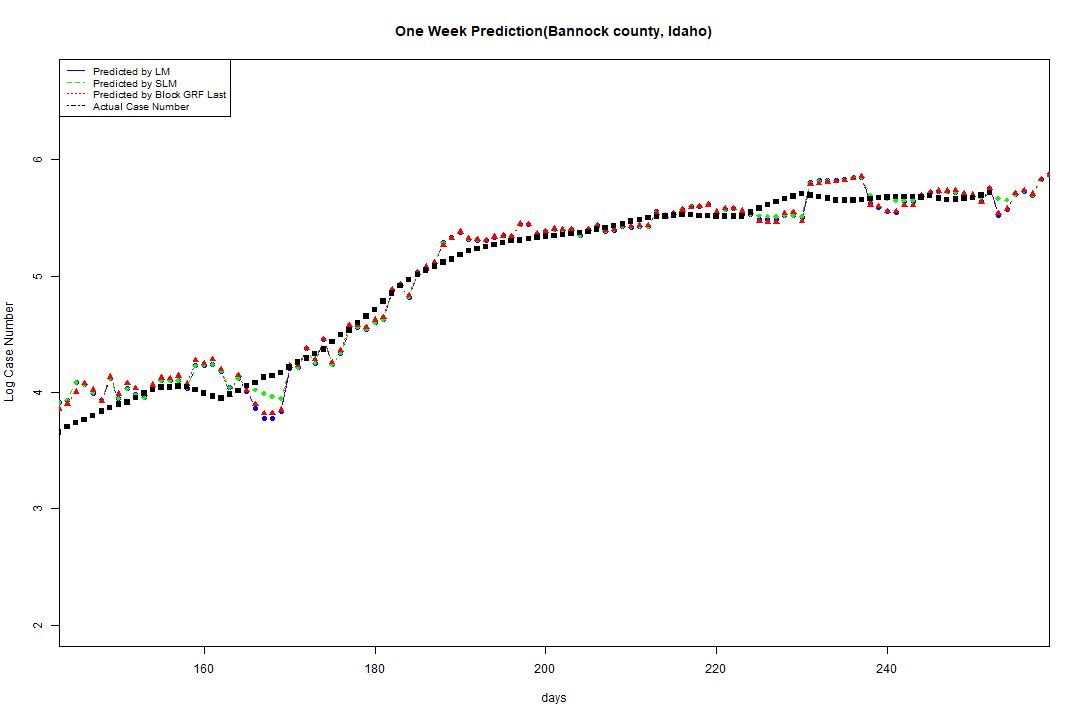 One Week Prediction(Bannock county, Idaho)
Predicted by LM
Predicted by SLM
Predicted by Block GRF Last
Actual Case Number
6
5
4
3
2
Log Case Number
160 180 200 220 240
days